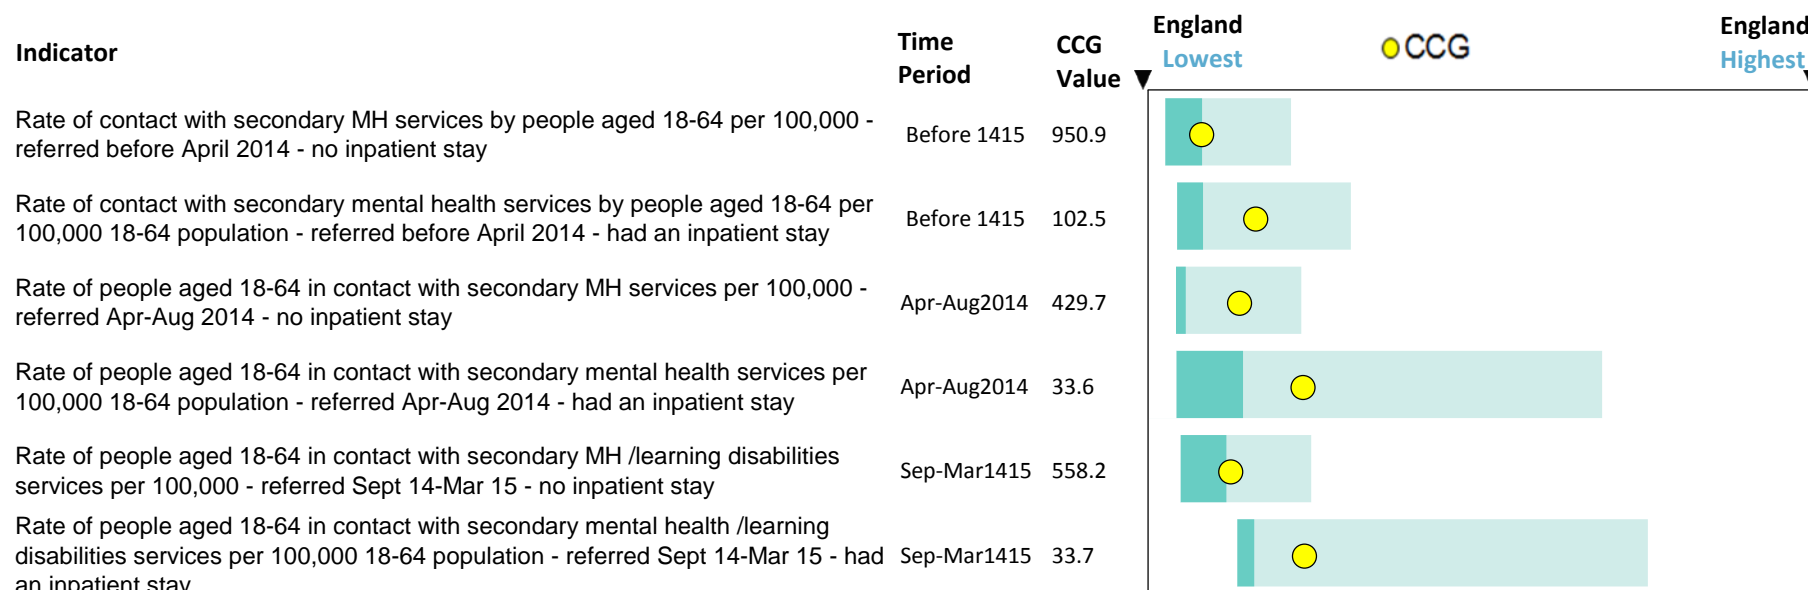 Indicator
Time
Period
CCG
Value
England
Lowest
CCG
England
Highest
Rate of contact with secondary MH services by people aged 18-64 per 100,000 -
referred before April 2014 - no inpatient stay
Before 1415
950.9
Rate of contact with secondary mental health services by people aged 18-64 per
100,000 18-64 population - referred before April 2014 - had an inpatient stay
Before 1415
102.5
Rate of people aged 18-64 in contact with secondary MH services per 100,000 -
referred Apr-Aug 2014 - no inpatient stay
Apr-Aug2014
429.7
Rate of people aged 18-64 in contact with secondary mental health services per
100,000 18-64 population - referred Apr-Aug 2014 - had an inpatient stay
Apr-Aug2014
33.6
Rate of people aged 18-64 in contact with secondary MH /learning disabilities
services per 100,000 - referred Sept 14-Mar 15 - no inpatient stay
Sep-Mar1415
558.2
Rate of people aged 18-64 in contact with secondary mental health /learning
disabilities services per 100,000 18-64 population - referred Sept 14-Mar 15 - had
an inpatient stay
Sep-Mar1415
33.7